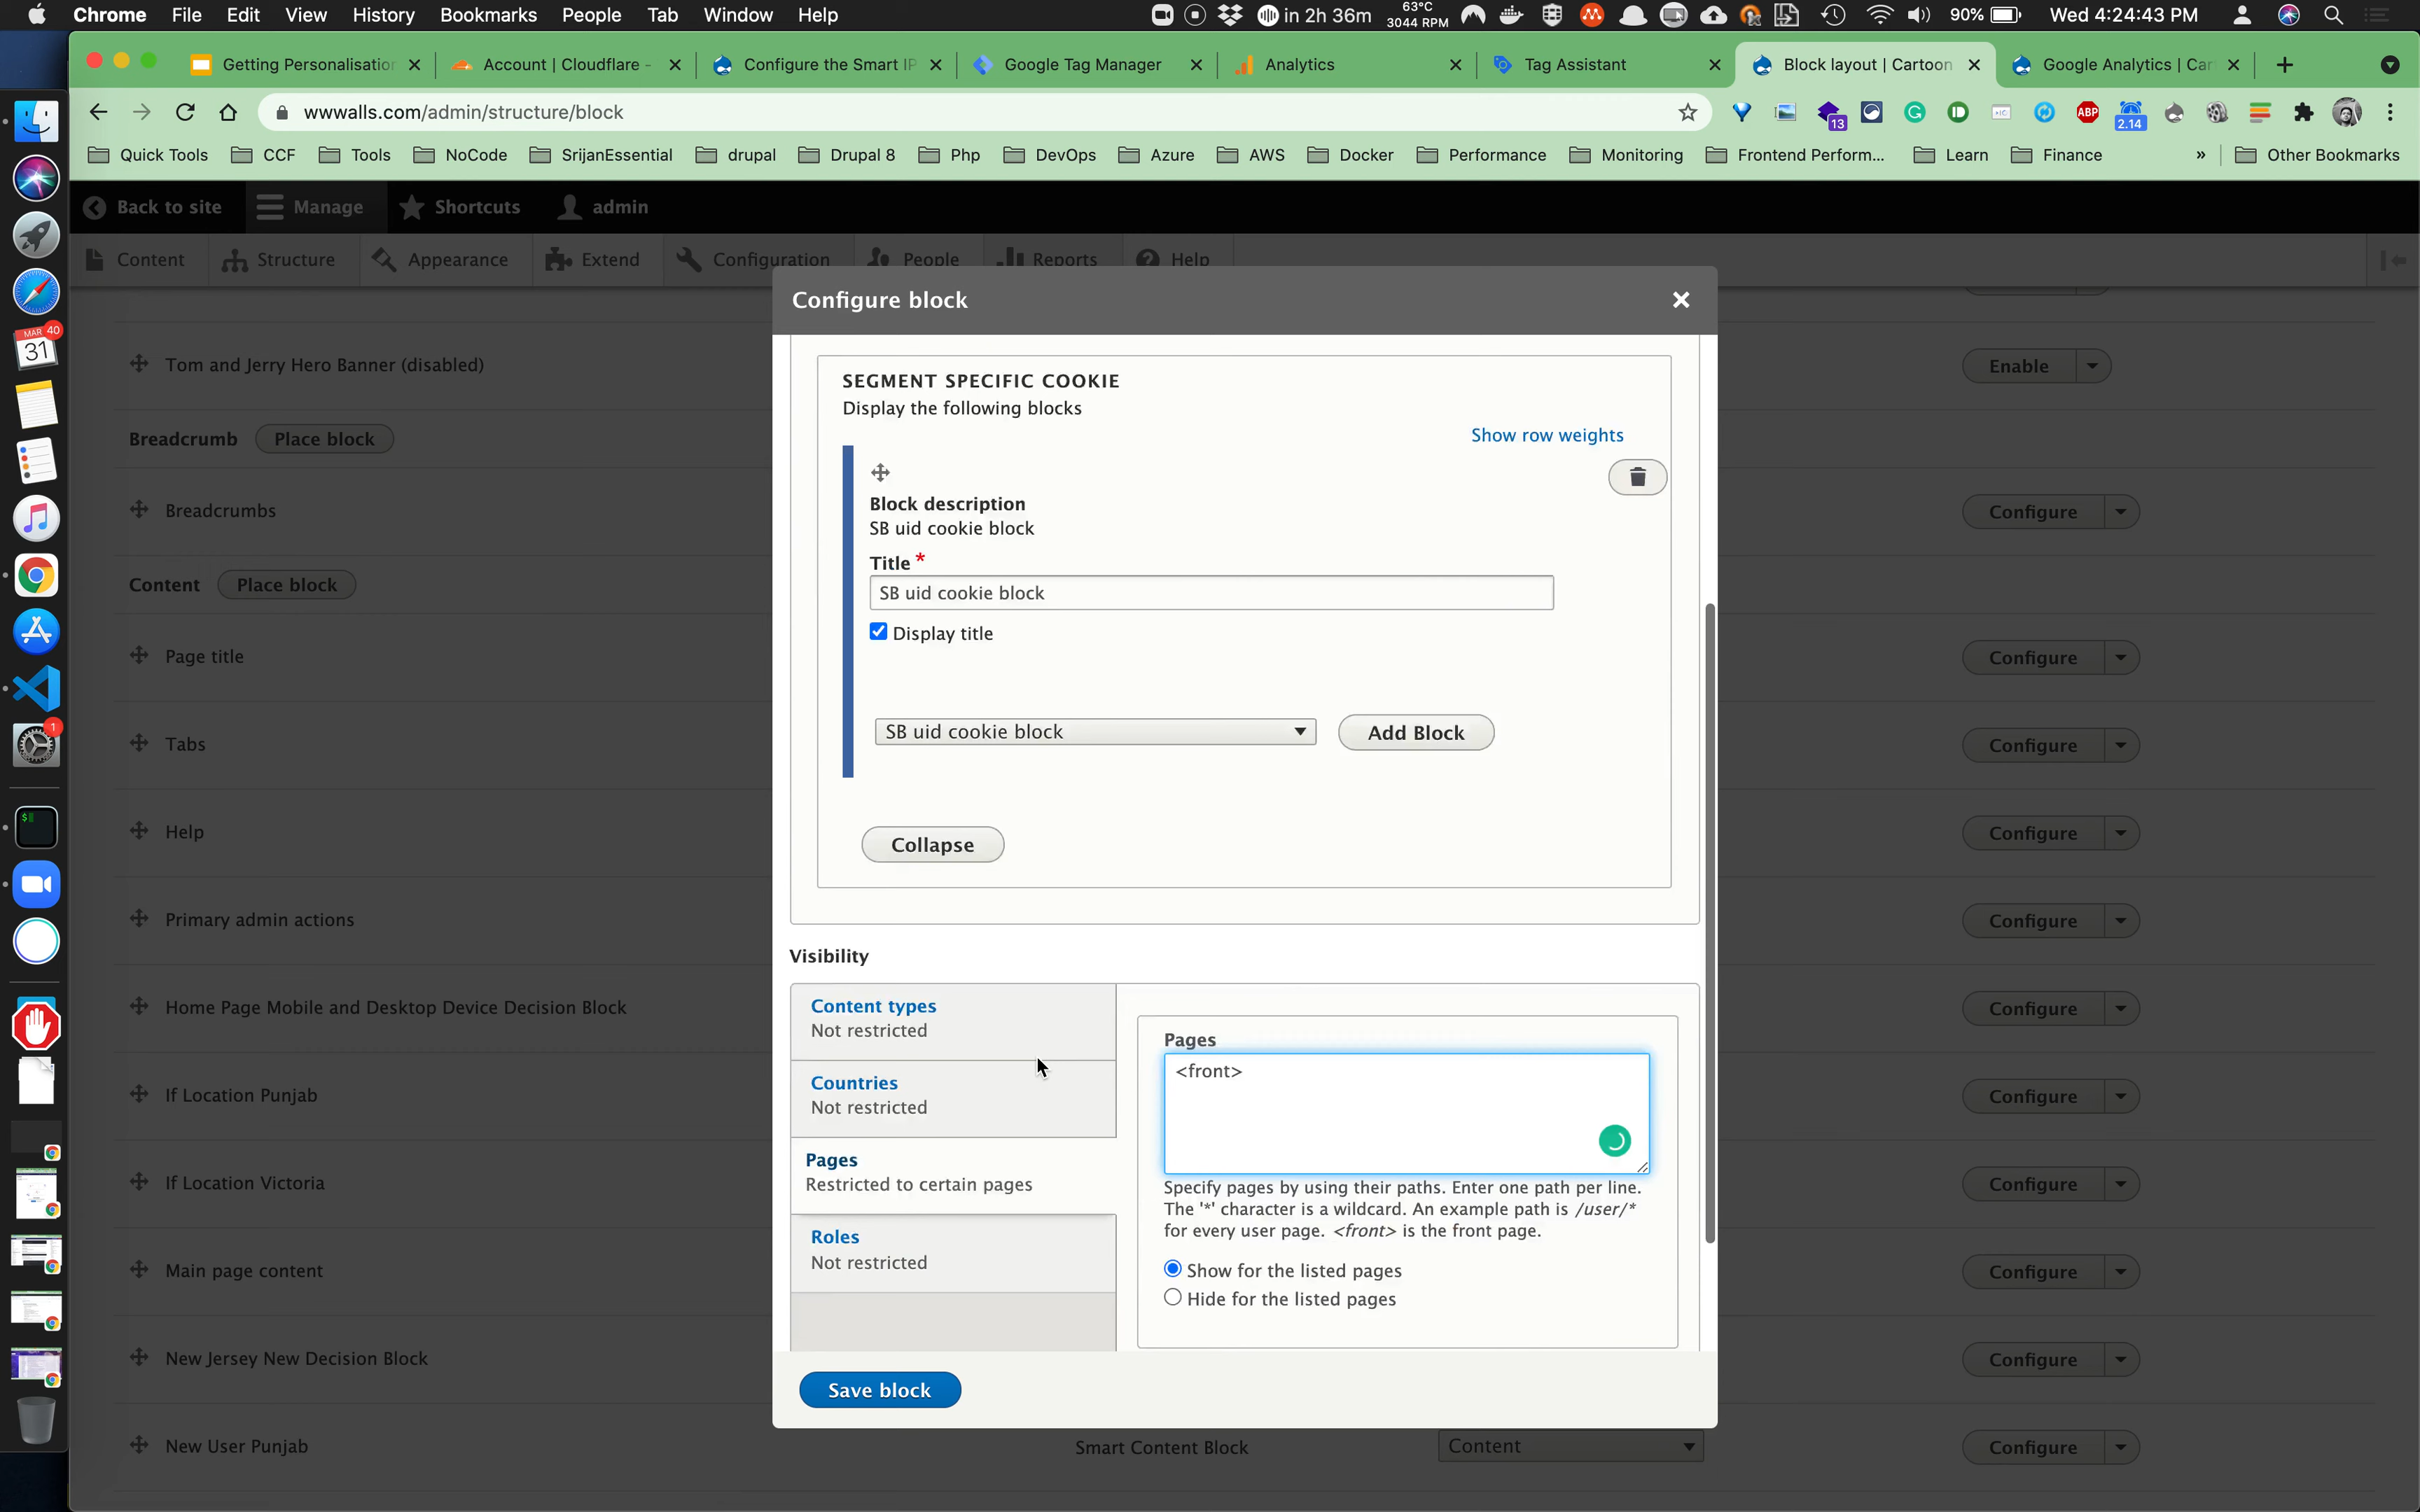 Chrome File Edit View History Bookmarks People Tab Window Help in 2h 36m 63°C 3044 RPM 90% Wed 4:24:43 PM
Getting Personalisation Account | Cloudflare - Configure the Smart IP Google Tag Manager Analytics Tag Assistant Block layout | Cartoon Google Analytics | Car
wwwalls.com/admin/structure/block 13 ABP 2.14
Quick Tools CCF Tools NoCode SrijanEssential drupal Drupal 8 Php DevOps Azure AWS Docker Performance Monitoring Frontend Perform... Learn Finance » Other Bookmarks
Back to site Manage Shortcuts admin
Content Structure Appearance Extend Configuration People Reports Help
Configure block
MAR 40
31
Tom and Jerry Hero Banner (disabled) Enable
SEGMENT SPECIFIC COOKIE
Display the following blocks
Show row weights
Breadcrumb Place block
Block description
SB uid cookie block
Breadcrumbs Configure
Title *
SB uid cookie block
Content Place block
Display title
Page title Configure
SB uid cookie block Add Block
Tabs Configure
1
Help Configure
Collapse
Primary admin actions Configure
Visibility
Content types
Not restricted
Home Page Mobile and Desktop Device Decision Block Configure
Countries
Not restricted
If Location Punjab Configure
Pages
Restricted to certain pages
If Location Victoria Configure
Roles
Not restricted
Main page content Configure
Pages
<front>
Specify pages by using their paths. Enter one path per line.
The '*' character is a wildcard. An example path is /user/*
for every user page. <front> is the front page.
Show for the listed pages
Hide for the listed pages
New Jersey New Decision Block Configure
Save block
New User Punjab Smart Content Block Content Configure